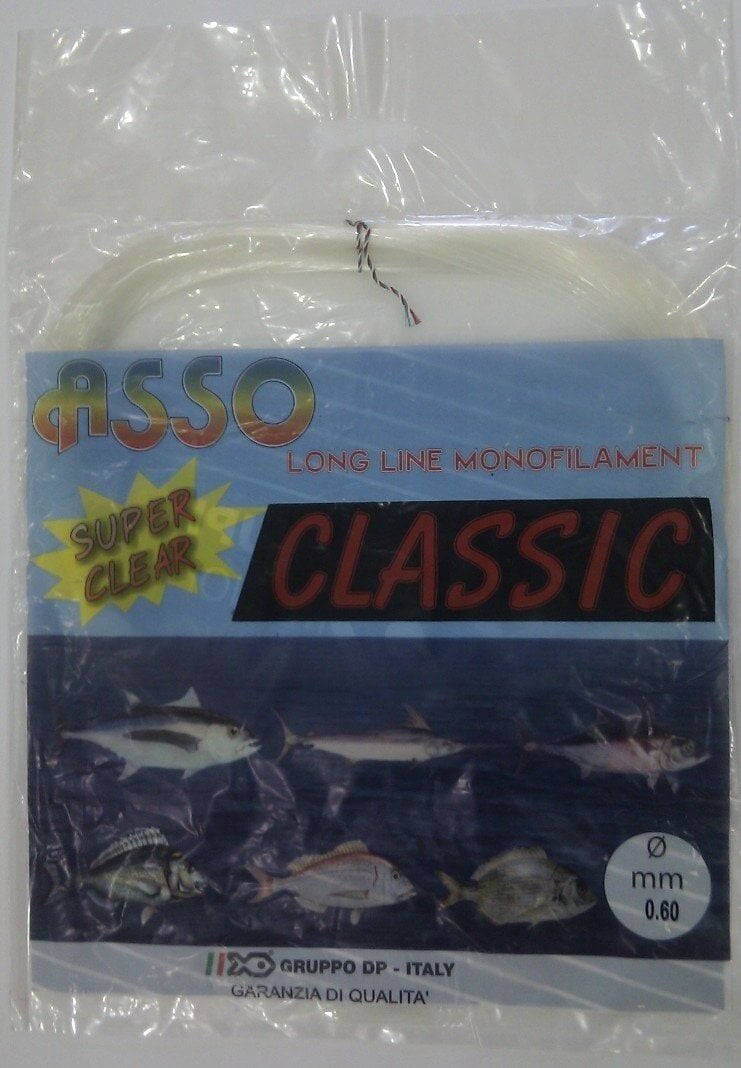 ASSO
LONG LINE MONOFILAMENT
SUPER
CLEAR
CLASSIC
Ø
mm
0.60
GRUPPO DP - ITALY
GARANZIA DI QUALITA'